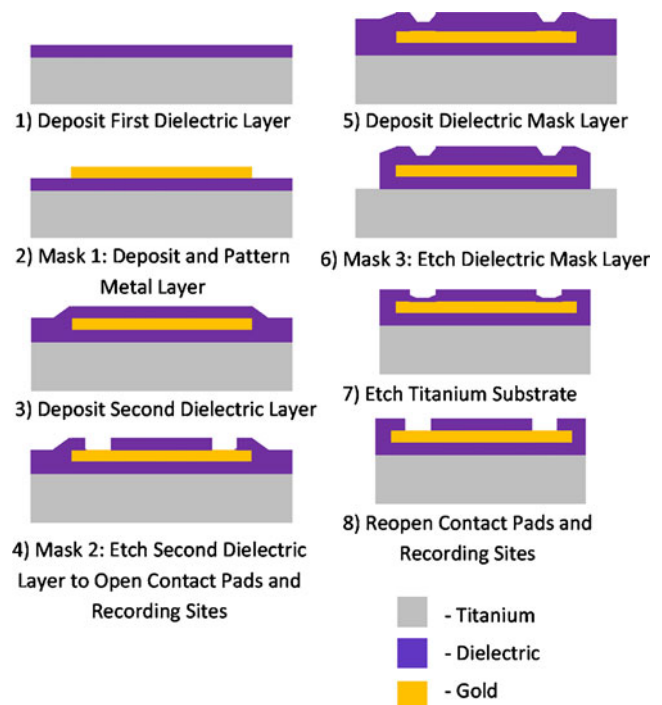 1) Deposit First Dielectric Layer
2) Mask 1: Deposit and Pattern
Metal Layer
3) Deposit Second Dielectric Layer
4) Mask 2: Etch Second Dielectric
Layer to Open Contact Pads and
Recording Sites
5) Deposit Dielectric Mask Layer
6) Mask 3: Etch Dielectric Mask Layer
7) Etch Titanium Substrate
8) Reopen Contact Pads and
Recording Sites
- Titanium
- Dielectric
- Gold